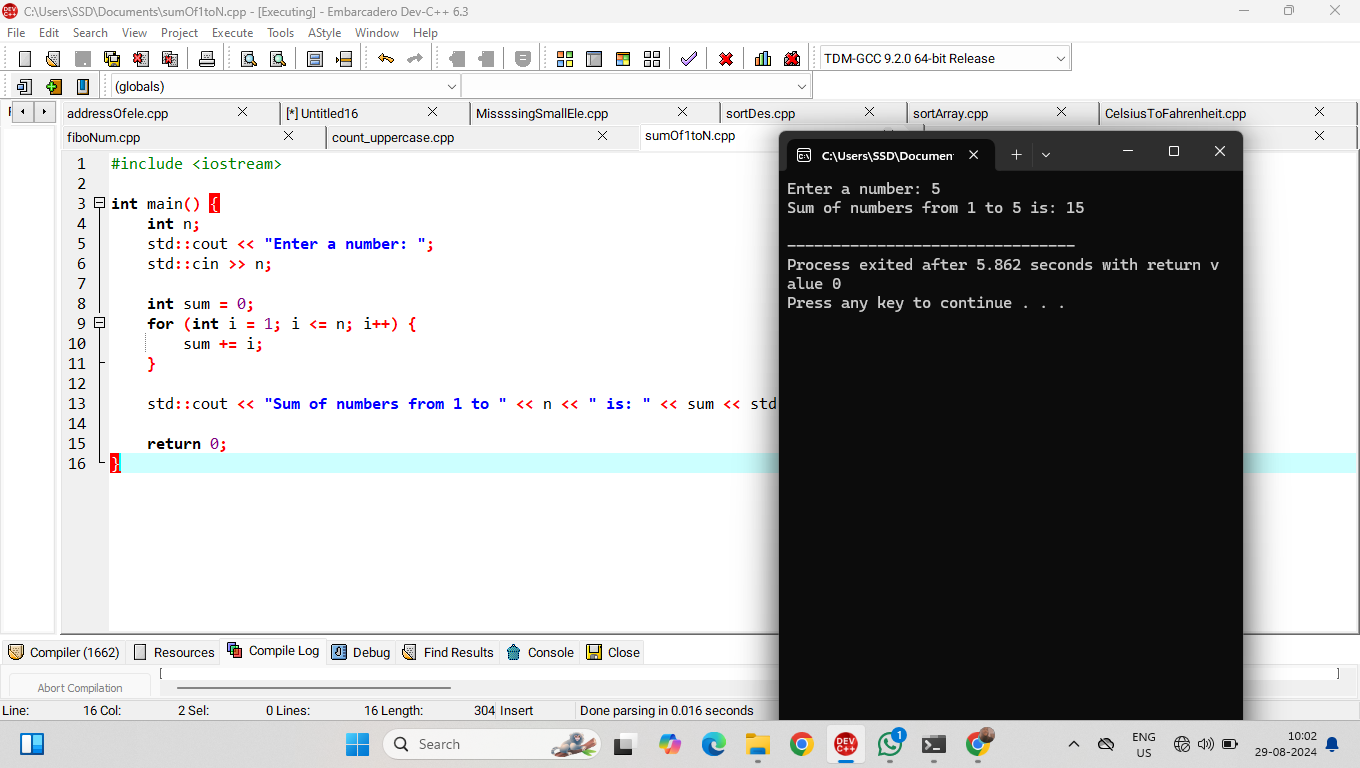 C:\Users\SSD\Documents\sumOf1toN.cpp - [Executing] - Embarcadero Dev-C++ 6.3
File Edit Search View Project Execute Tools AStyle Window Help
TDM-GCC 9.2.0 64-bit Release
(globals)
addressOfele.cpp
[*] Untitled16
MisssssingSmallEle.cpp
sortDes.cpp
sortArray.cpp
CelsiusToFahrenheit.cpp
fiboNum.cpp
count_uppercase.cpp
sumOf1toN.cpp
1 #include <iostream>
2
3 int main() {
4 int n;
5 std::cout << "Enter a number: ";
6 std::cin >> n;
7
8 int sum = 0;
9 for (int i = 1; i <= n; i++) {
10 sum += i;
11 }
12
13 std::cout << "Sum of numbers from 1 to " << n << " is: " << sum << std
14
15 return 0;
16 }
C:\Users\SSD\Documen
Enter a number: 5
Sum of numbers from 1 to 5 is: 15
--------------------------------
Process exited after 5.862 seconds with return v
alue 0
Press any key to continue . . .
Compiler (1662) Resources Compile Log Debug Find Results Console Close
Abort Compilation
Line: 16 Col: 2 Sel: 0 Lines: 16 Length: 304 Insert Done parsing in 0.016 seconds
Search
DEV
C++
1
ENG
US
10:02
29-08-2024